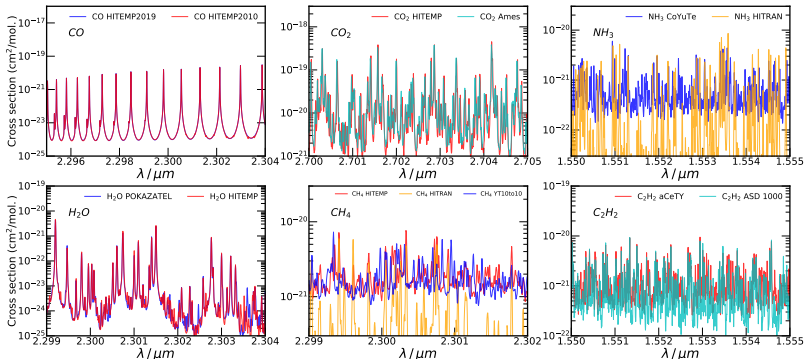 CO HITEMP2019 CO HITEMP2010
CO
Cross section (cm²/mol.)
10⁻¹⁷
10⁻¹⁹
10⁻²¹
10⁻²³
10⁻²⁵
2.296 2.298 2.300 2.302 2.304
λ / μm
CO₂ HITEMP CO₂ Ames
CO₂
10⁻¹⁷
10⁻¹⁸
10⁻¹⁹
10⁻²⁰
10⁻²¹
2.700 2.701 2.702 2.703 2.704 2.705
λ / μm
NH₃ CoYuTe NH₃ HITRAN
NH₃
10⁻²⁰
10⁻²¹
10⁻²²
1.550 1.551 1.552 1.553 1.554 1.555
λ / μm
H₂O POKAZATEL H₂O HITEMP
H₂O
Cross section (cm²/mol.)
10⁻¹⁹
10⁻²⁰
10⁻²¹
10⁻²²
10⁻²³
10⁻²⁴
10⁻²⁵
2.299 2.300 2.301 2.302 2.303 2.304
λ / μm
CH₄ HITEMP CH₄ HITRAN CH₄ YT10to10
CH₄
10⁻²⁰
10⁻²¹
2.299 2.300 2.301 2.302
λ / μm
C₂H₂ aCeTY C₂H₂ ASD 1000
C₂H₂
10⁻¹⁹
10⁻²⁰
10⁻²¹
10⁻²²
1.550 1.551 1.552 1.553 1.554 1.555
λ / μm